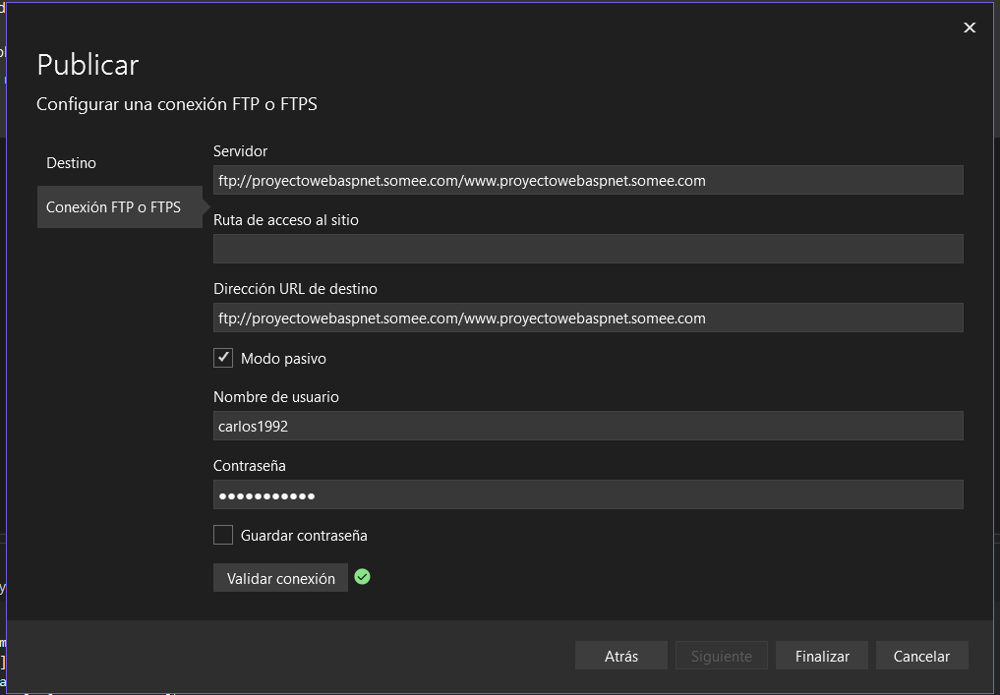 Publicar
Configurar una conexión FTP o FTPS
Destino
Conexión FTP o FTPS
Servidor
ftp://proyectowebaspnet.somee.com/www.proyectowebaspnet.somee.com
Ruta de acceso al sitio
Dirección URL de destino
ftp://proyectowebaspnet.somee.com/www.proyectowebaspnet.somee.com
Modo pasivo
Nombre de usuario
carlos1992
Contraseña
●●●●●●●●●●●
Guardar contraseña
Validar conexión
Atrás Siguiente Finalizar Cancelar